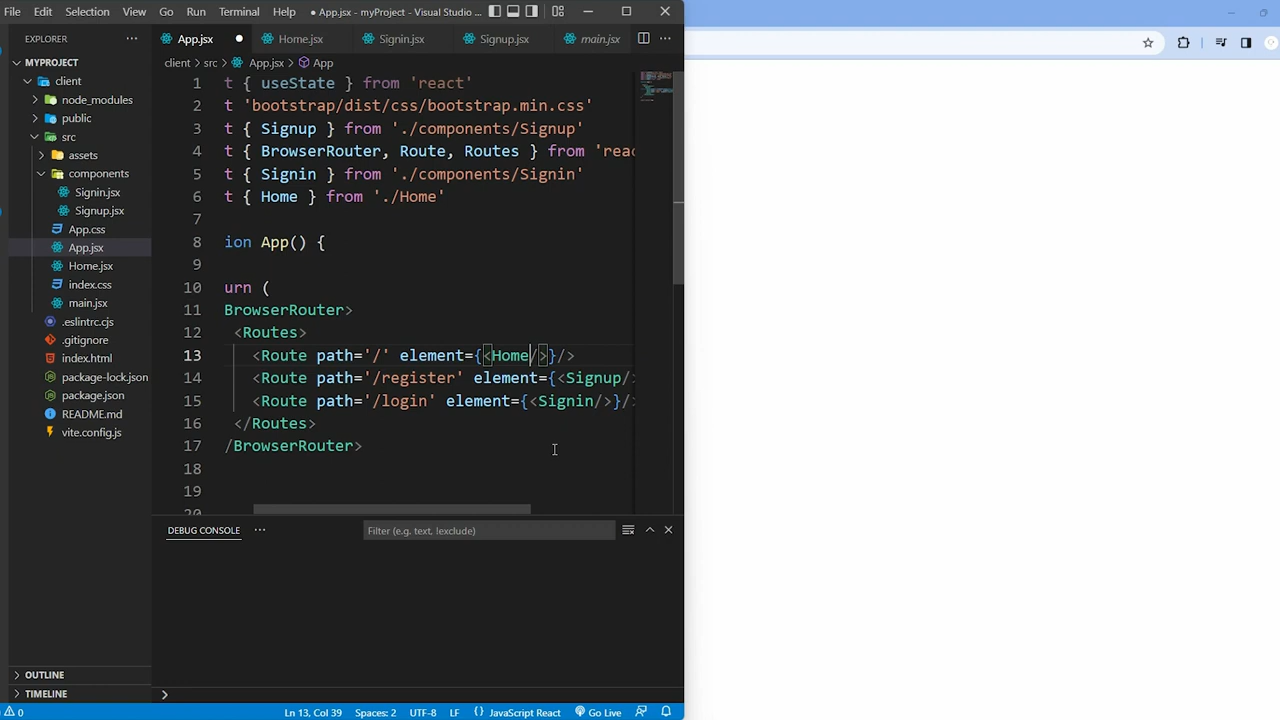 File Edit Selection View Go Run Terminal Help ● App.jsx - myProject - Visual Studio ...
EXPLORER ···
App.jsx ●
Home.jsx
Signin.jsx
Signup.jsx
main.jsx
···
MYPROJECT
client
node_modules
public
src
assets
components
Signin.jsx
Signup.jsx
App.css
App.jsx
Home.jsx
index.css
main.jsx
.eslintrc.cjs
.gitignore
index.html
package-lock.json
package.json
README.md
vite.config.js
OUTLINE
TIMELINE
client > src > App.jsx > App
1 t { useState } from 'react'
2 t 'bootstrap/dist/css/bootstrap.min.css'
3 t { Signup } from './components/Signup'
4 t { BrowserRouter, Route, Routes } from 'reac
5 t { Signin } from './components/Signin'
6 t { Home } from './Home'
7
8 ion App() {
9
10 urn (
11 BrowserRouter>
12 <Routes>
13 <Route path='/' element={<Home/>}/>
14 <Route path='/register' element={<Signup/>
15 <Route path='/login' element={<Signin/>}/>
16 </Routes>
17 /BrowserRouter>
18
19
20
DEBUG CONSOLE ···
Filter (e.g. text, !exclude)
0
Ln 13, Col 39 Spaces: 2 UTF-8 LF {} JavaScript React Go Live